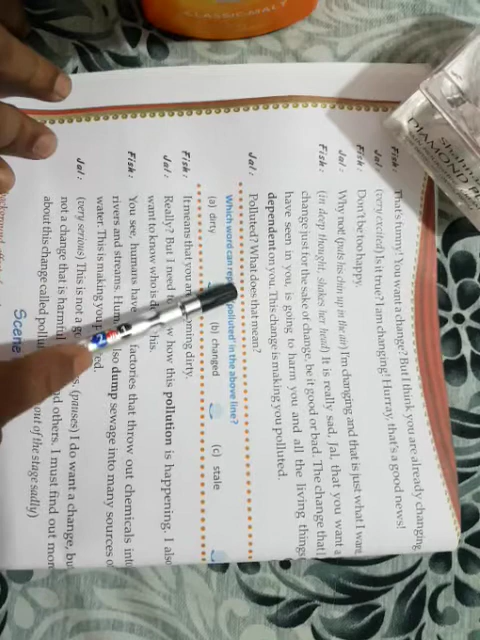 Fish: That's funny! You want a change? But I think you are already changing
Jal: (very excited) Is it true? I am changing! Hurray, that's a good news!
Fish: Don't be too happy.
Jal: Why not! (puts his chin up in the air) I'm changing and that is just what I want
Fish: (in deep thought, shakes her head) It is really sad, Jal, that you want a
change just for the sake of change, be it good or bad. The change that I
have seen in you, is going to harm you and all the living things
dependent on you. This change is making you polluted.
Jal: Polluted? What does that mean?
Which word can 'polluted' in the above line?
(a) dirty (b) changed (c) stale
Fish: It means that you are dirty.
Jal: Really? But I need to how this pollution is happening. I also
want to know who is this.
Fish: You see, humans have factories that throw out chemicals into
rivers and streams. also dump sewage into many sources of
water. This is making you
Jal: (very serious) This is not a (pauses) I do want a change, but
not a change that is harmful and others. I must find out more
about this change called out of the stage sadly)
Scene
CLASSIC MALT
DIAMOND
2